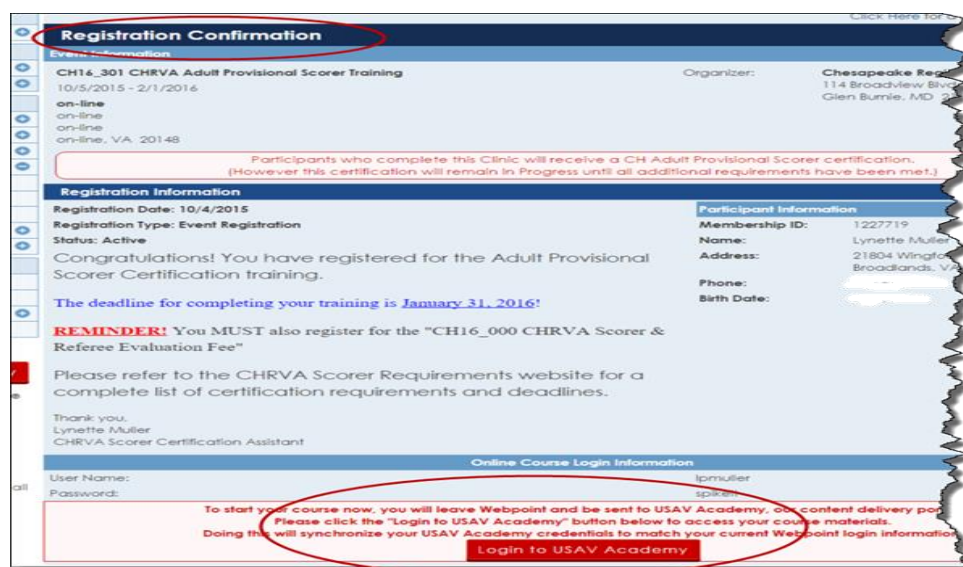 Click Here for a
Registration Confirmation
Event Information
CH16_301 CHRVA Adult Provisional Scorer Training
10/5/2015 - 2/1/2016
on-line
on-line
on-line
on-line, VA 20148
Organizer:
Chesapeake Regi
114 Broadview Blvd
Glen Burnie, MD 2
Participants who complete this Clinic will receive a CH Adult Provisional Scorer certification.
(However this certification will remain In Progress until all additional requirements have been met.)
Registration Information
Registration Date: 10/4/2015
Registration Type: Event Registration
Status: Active
Congratulations! You have registered for the Adult Provisional
Scorer Certification training.
The deadline for completing your training is January 31, 2016!
REMINDER! You MUST also register for the "CH16_000 CHRVA Scorer &
Referee Evaluation Fee"
Please refer to the CHRVA Scorer Requirements website for a
complete list of certification requirements and deadlines.
Thank you,
Lynette Muller
CHRVA Scorer Certification Assistant
Participant Information
Membership ID: 1227719
Name: Lynette Muller
Address: 21804 Wingfo
Broadlands, VA
Phone:
Birth Date:
Online Course Login Information
User Name: lpmuller
Password:
To start your course now, you will leave Webpoint and be sent to USAV Academy, our content delivery por
Please click the "Login to USAV Academy" button below to access your course materials.
Doing this will synchronize your USAV Academy credentials to match your current Webpoint login information
Login to USAV Academy
all